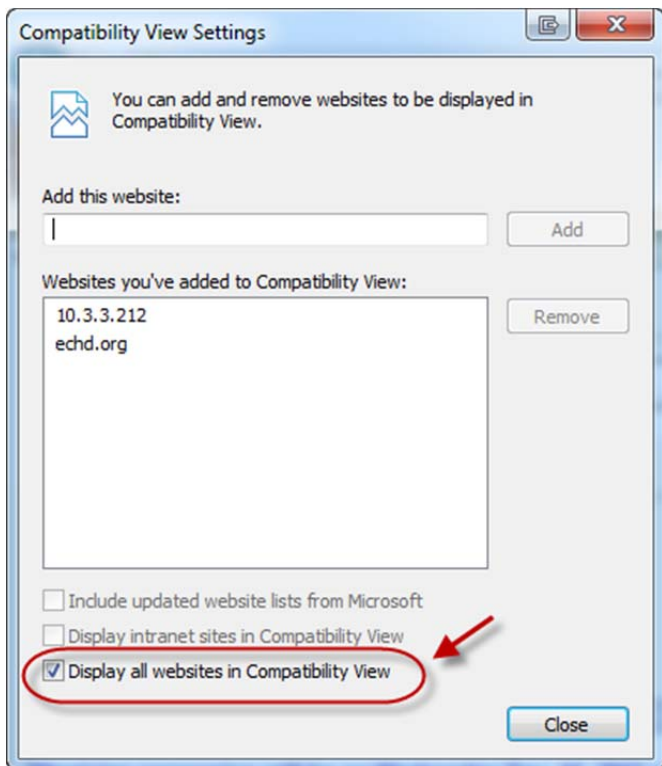 Compatibility View Settings
You can add and remove websites to be displayed in
Compatibility View.
Add this website:
Add
Websites you've added to Compatibility View:
10.3.3.212
echd.org
Remove
Include updated website lists from Microsoft
Display intranet sites in Compatibility View
Display all websites in Compatibility View
Close